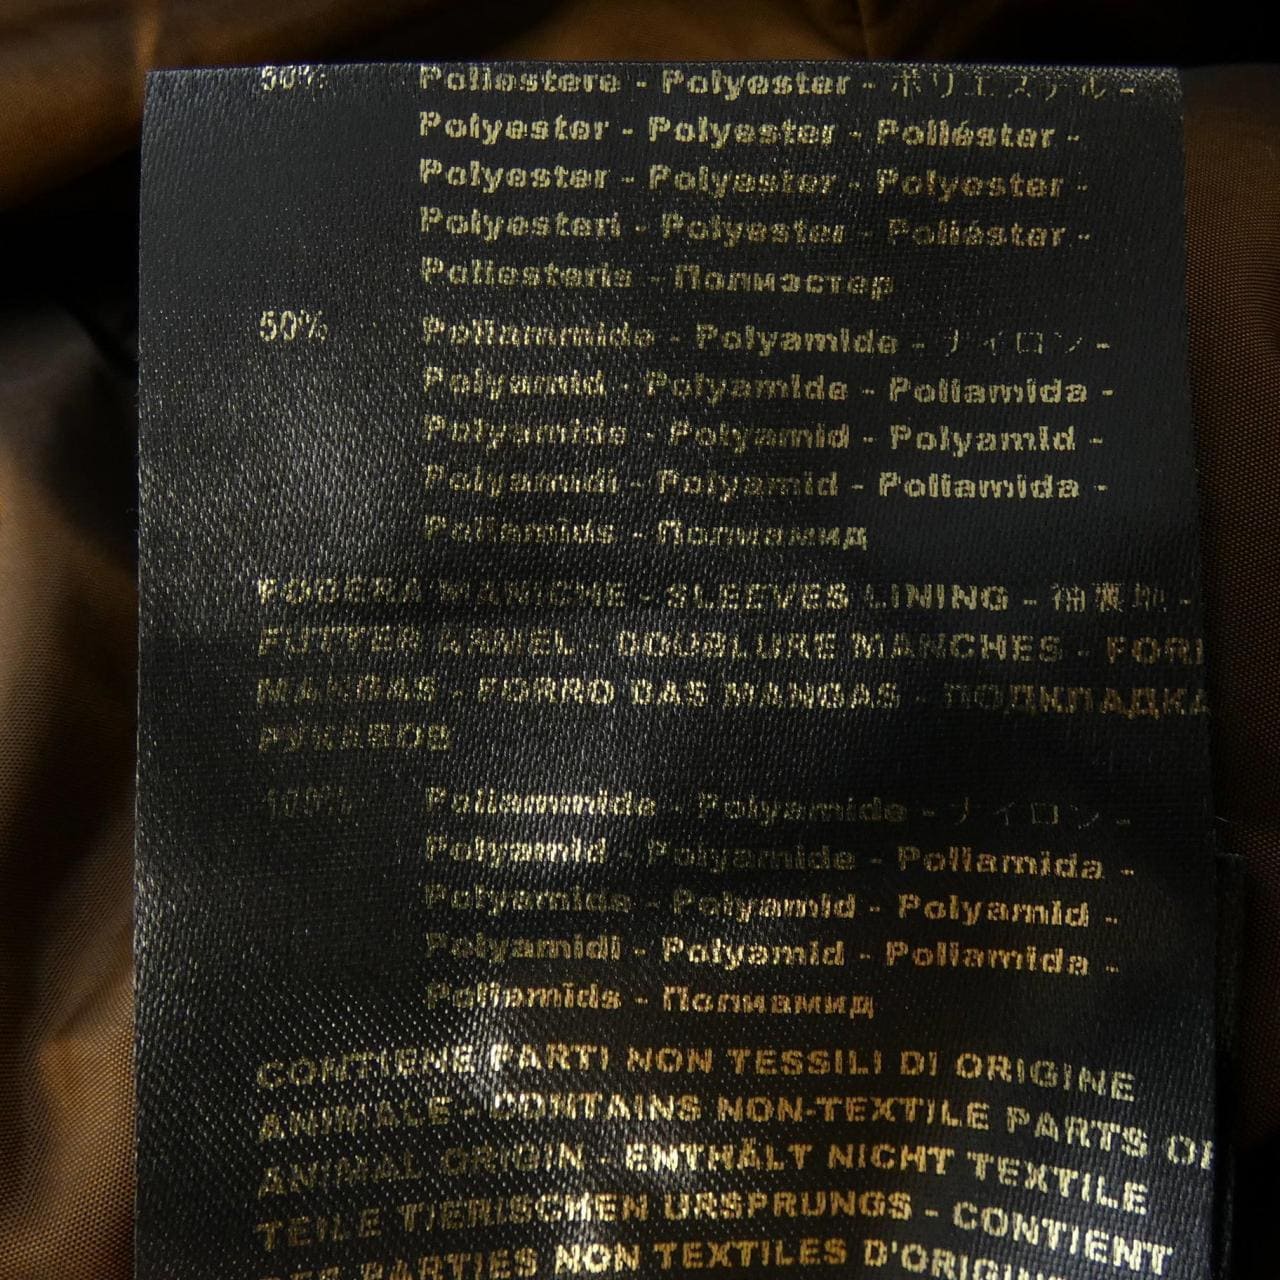 50% Poliestere - Polyester - ポリエステル -
Polyester - Polyester - Poliéster -
Polyester - Polyester - Polyester -
Polyesteri - Polyester - Poliéster -
Poliesteris - Полиэстер
50% Poliammide - Polyamide - ナイロン -
Polyamid - Polyamide - Poliamida -
Polyamide - Polyamid - Polyamid -
Polyamidi - Polyamid - Poliamida -
Poliamids - Полиамид
FODERA MANICHE - SLEEVES LINING - 袖裏地 -
FUTTER ÄRMEL - DOUBLURE MANCHES -
MANGAS - FORRO DAS MANGAS - ПОДКЛАДКА
РУКАВОВ
100% Poliammide - Polyamide - ナイロン -
Polyamid - Polyamide - Poliamida -
Polyamide - Polyamid - Polyamid -
Polyamidi - Polyamid - Poliamida -
Poliamids - Полиамид
CONTIENE PARTI NON TESSILI DI ORIGINE
ANIMALE - CONTAINS NON-TEXTILE PARTS
ANIMAL ORIGIN - ENTHÄLT NICHT TEXTILE
TEILE TIERISCHEN URSPRUNGS - CONTIENT
DES PARTIES NON TEXTILES